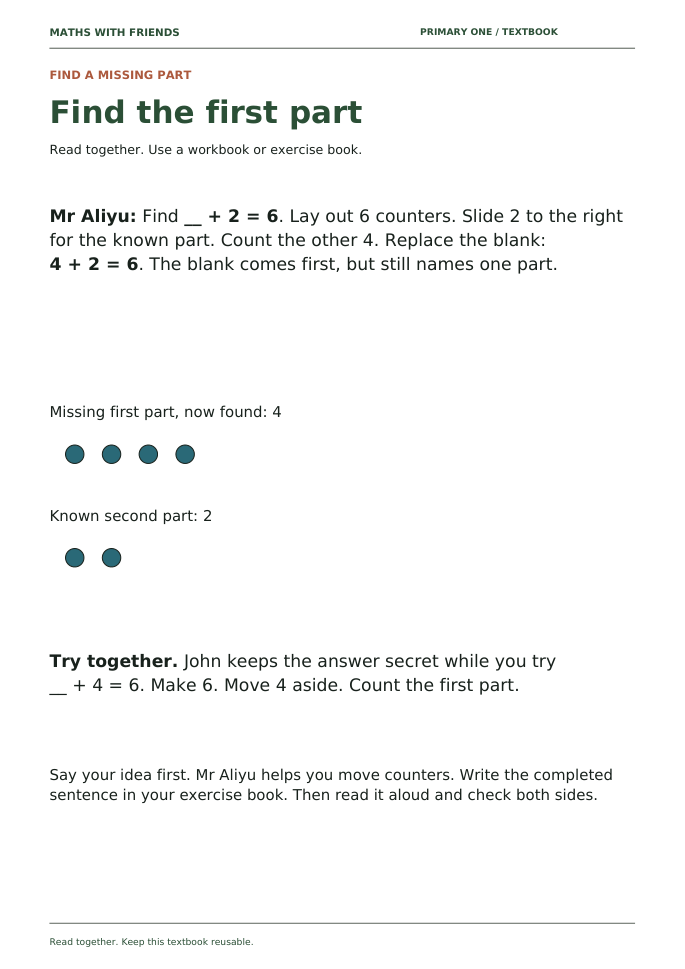 MATHS WITH FRIENDS
PRIMARY ONE / TEXTBOOK
FIND A MISSING PART
Find the first part
Read together. Use a workbook or exercise book.
Mr Aliyu: Find __ + 2 = 6. Lay out 6 counters. Slide 2 to the right
for the known part. Count the other 4. Replace the blank:
4 + 2 = 6. The blank comes first, but still names one part.
Missing first part, now found: 4
Known second part: 2
Try together. John keeps the answer secret while you try
__ + 4 = 6. Make 6. Move 4 aside. Count the first part.
Say your idea first. Mr Aliyu helps you move counters. Write the completed
sentence in your exercise book. Then read it aloud and check both sides.
Read together. Keep this textbook reusable.